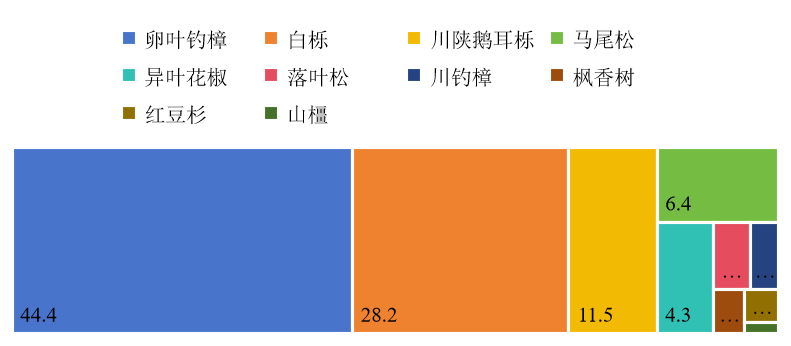 卵叶钓樟 白栎 川陕鹅耳栎 马尾松
异叶花椒 落叶松 川钓樟 枫香树
红豆杉 山橿
6.4
… …
44.4 28.2 11.5 4.3 … …